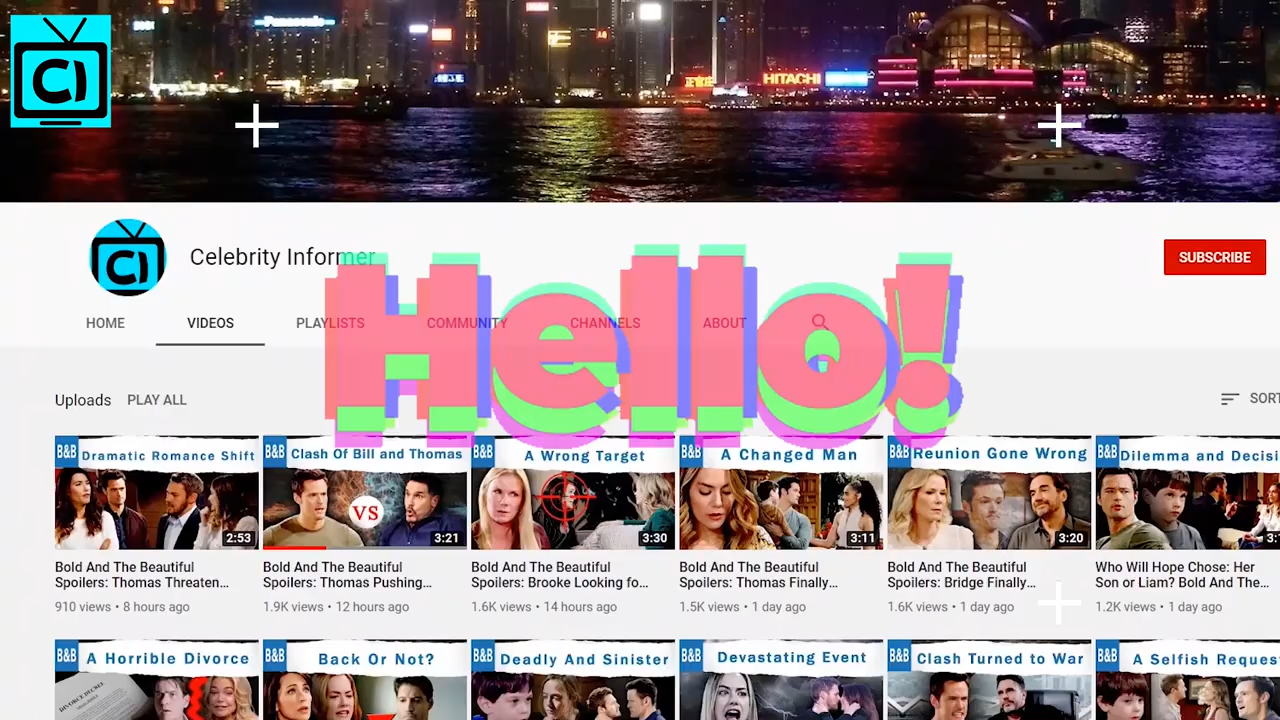 Panasonic
HITACHI
CI
CI
Celebrity Informer
SUBSCRIBE
Hello!
HOME VIDEOS PLAYLISTS COMMUNITY CHANNELS ABOUT
Uploads PLAY ALL SORT
B&B Dramatic Romance Shift
2:53
B&B Clash Of Bill and Thomas
VS
3:21
B&B A Wrong Target
3:30
B&B A Changed Man
3:11
B&B Reunion Gone Wrong
3:20
B&B Dilemma and Decisi
Bold And The Beautiful
Spoilers: Thomas Threaten...
910 views • 8 hours ago
Bold And The Beautiful
Spoilers: Thomas Pushing...
1.9K views • 12 hours ago
Bold And The Beautiful
Spoilers: Brooke Looking fo...
1.6K views • 14 hours ago
Bold And The Beautiful
Spoilers: Thomas Finally...
1.5K views • 1 day ago
Bold And The Beautiful
Spoilers: Bridge Finally...
1.6K views • 1 day ago
Who Will Hope Chose: Her
Son or Liam? Bold And The...
1.2K views • 1 day ago
B&B A Horrible Divorce
DIVORCE DECREE
B&B Back Or Not?
B&B Deadly And Sinister
B&B Devastating Event
B&B Clash Turned to War
B&B A Selfish Reques